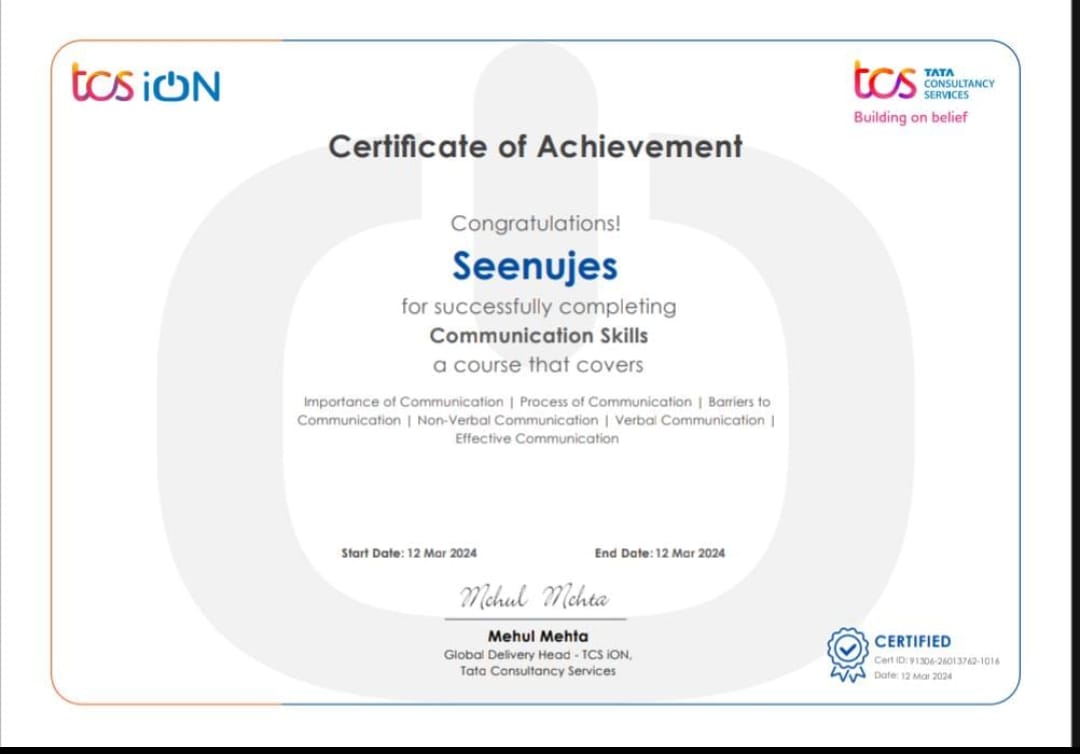 tcs iON
tcs TATA
CONSULTANCY
SERVICES
Building on belief
Certificate of Achievement
Congratulations!
Seenujes
for successfully completing
Communication Skills
a course that covers
Importance of Communication | Process of Communication | Barriers to
Communication | Non-Verbal Communication | Verbal Communication |
Effective Communication
Start Date: 12 Mar 2024 End Date: 12 Mar 2024
Mehul Mehta
Mehul Mehta
Global Delivery Head - TCS iON,
Tata Consultancy Services
CERTIFIED
Cert ID: 91306-26013762-1016
Date: 12 Mar 2024